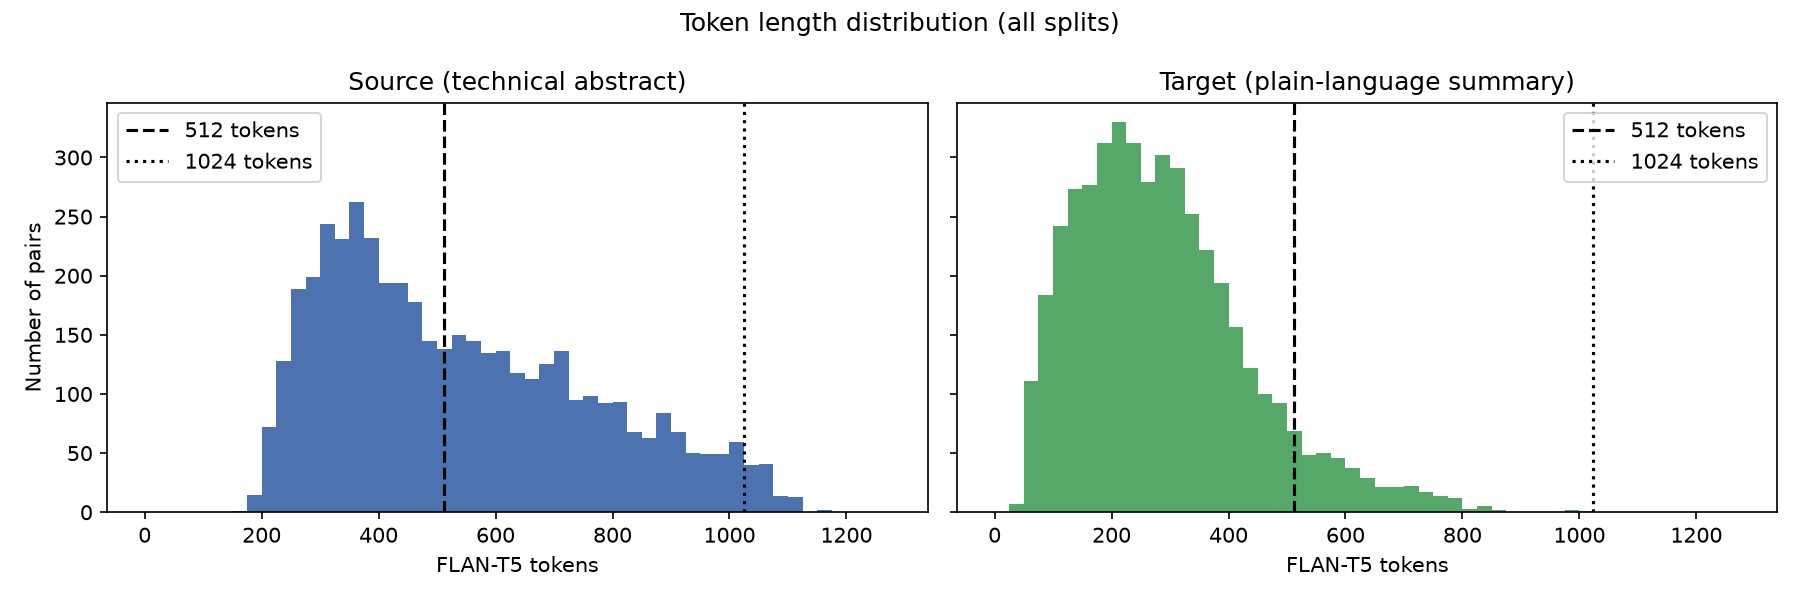 Token length distribution (all splits)
Source (technical abstract)
512 tokens
1024 tokens
Number of pairs
300
250
200
150
100
50
0
0 200 400 600 800 1000 1200
FLAN-T5 tokens
Target (plain-language summary)
512 tokens
1024 tokens
0 200 400 600 800 1000 1200
FLAN-T5 tokens